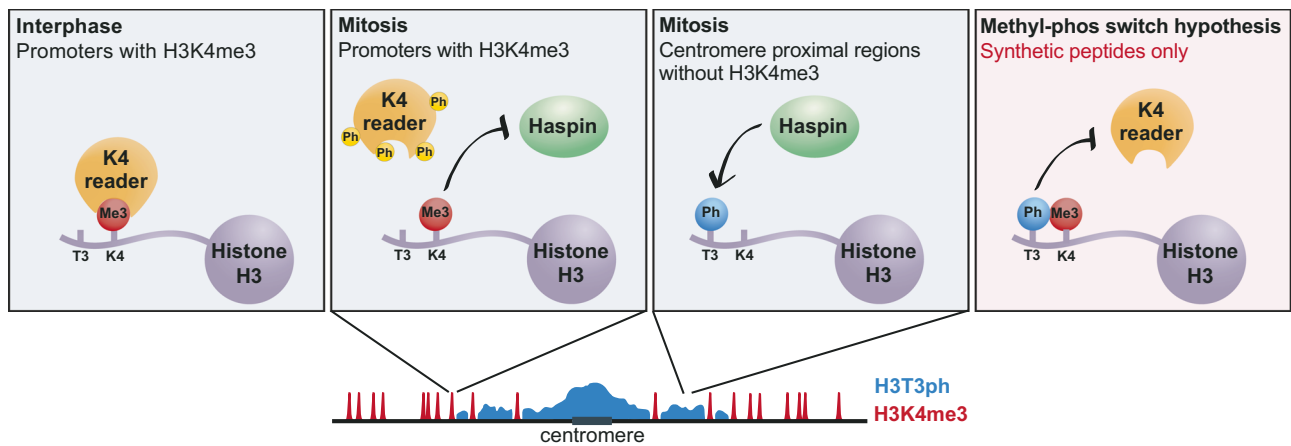 Interphase
Promoters with H3K4me3
K4
reader
Me3
T3
K4
Histone
H3
Mitosis
Promoters with H3K4me3
K4
reader
Ph
Ph
Ph
Ph
Haspin
Me3
T3
K4
Histone
H3
Mitosis
Centromere proximal regions
without H3K4me3
Haspin
Ph
T3
K4
Histone
H3
Methyl-phos switch hypothesis
Synthetic peptides only
K4
reader
Ph
Me3
T3
K4
Histone
H3
H3T3ph
H3K4me3
centromere